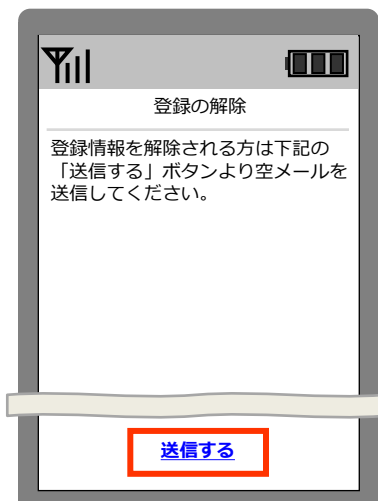 登録の解除
登録情報を解除される方は下記の
「送信する」ボタンより空メールを
送信してください。
送信する